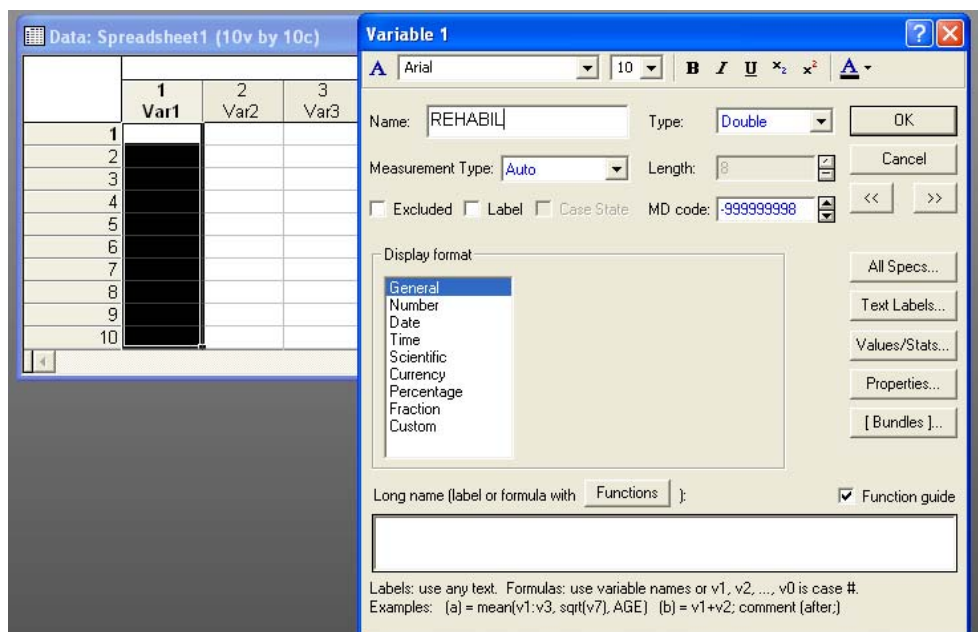 Data: Spreadsheet1 (10v by 10c)
1 2 3
Var1 Var2 Var3
1
2
3
4
5
6
7
8
9
10
Variable 1
A Arial 10 B I U x₂ x² A
Name: REHABIL Type: Double OK
Measurement Type: Auto Length: 8 Cancel
Excluded Label Case State MD code: -999999998 << >>
Display format
General
Number
Date
Time
Scientific
Currency
Percentage
Fraction
Custom
All Specs...
Text Labels...
Values/Stats...
Properties...
[ Bundles ]...
Long name (label or formula with Functions ): Function guide
Labels: use any text. Formulas: use variable names or v1, v2, ..., v0 is case #.
Examples: (a) = mean(v1:v3, sqrt(v7), AGE) (b) = v1+v2; comment (after;)